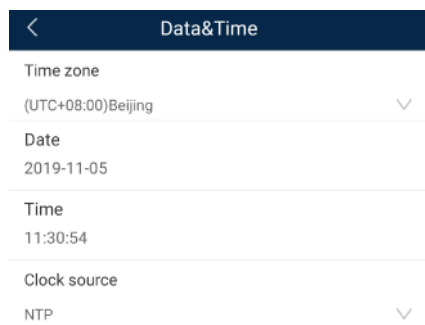 Data&Time
Time zone
(UTC+08:00)Beijing
Date
2019-11-05
Time
11:30:54
Clock source
NTP